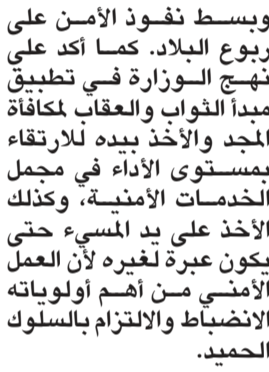 وبسط نفوذ الأمن على
ربوع البلاد. كما أكد على
نهج الوزارة في تطبيق
مبدأ الثواب والعقاب لمكافأة
المجد والأخذ بيده للارتقاء
بمستوى الأداء في مجمل
الخدمات الأمنية، وكذلك
الأخذ على يد المسيء حتى
يكون عبرة لغيره لأن العمل
الأمني من أهم أولوياته
الانضباط والالتزام بالسلوك
الحميد.